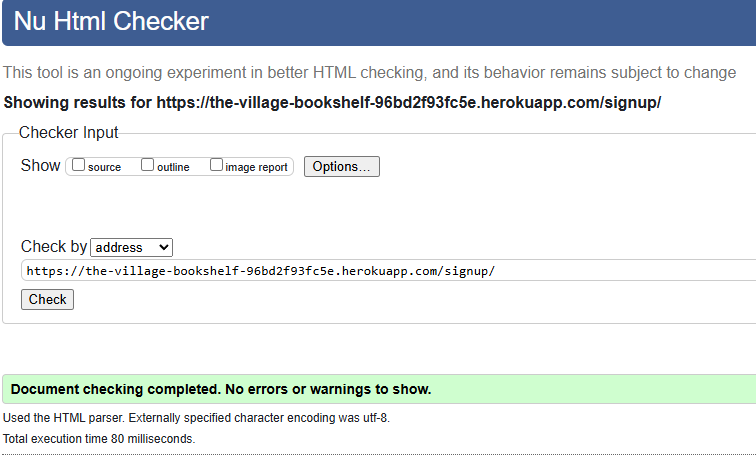 Nu Html Checker
This tool is an ongoing experiment in better HTML checking, and its behavior remains subject to change
Showing results for https://the-village-bookshelf-96bd2f93fc5e.herokuapp.com/signup/
Checker Input
Show source outline image report Options...
Check by address
https://the-village-bookshelf-96bd2f93fc5e.herokuapp.com/signup/
Check
Document checking completed. No errors or warnings to show.
Used the HTML parser. Externally specified character encoding was utf-8.
Total execution time 80 milliseconds.